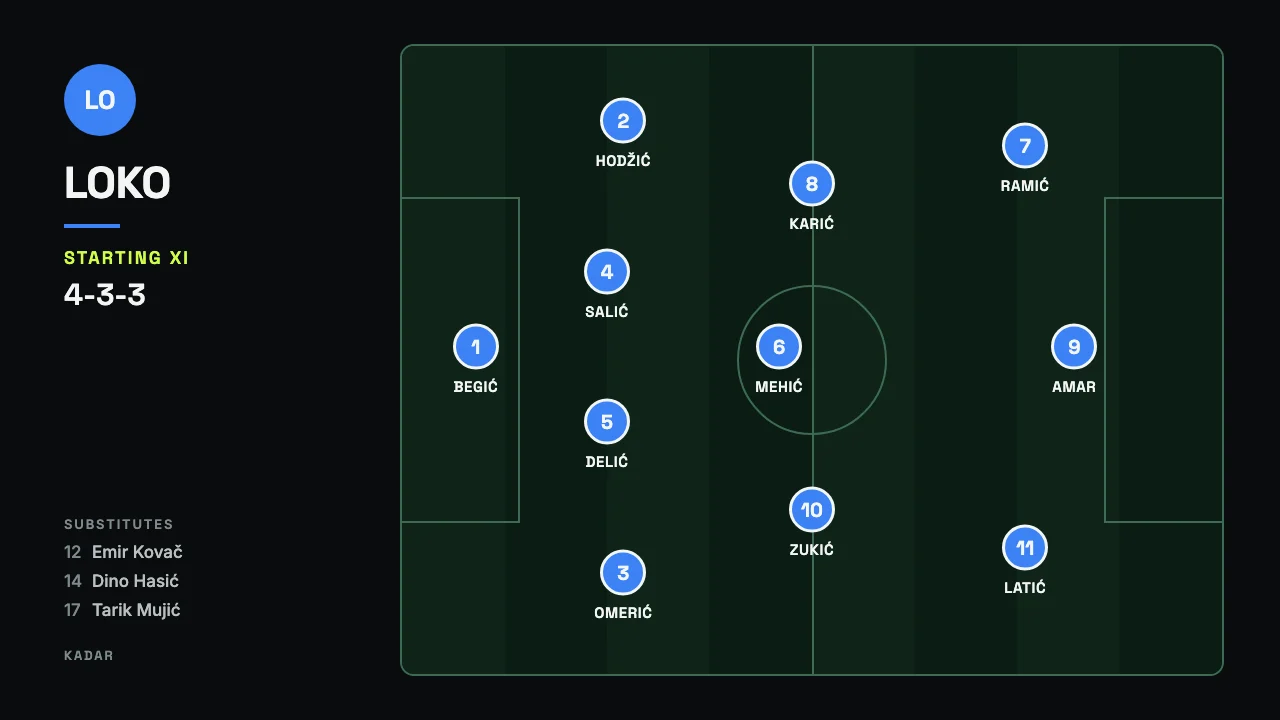 LO
LOKO
STARTING XI
4-3-3
SUBSTITUTES
12 Emir Kovač
14 Dino Hasić
17 Tarik Mujić
KADAR
1
BEGIĆ
2
HODŽIĆ
4
SALIĆ
5
DELIĆ
3
OMERIĆ
8
KARIĆ
6
MEHIĆ
10
ZUKIĆ
7
RAMIĆ
9
AMAR
11
LATIĆ